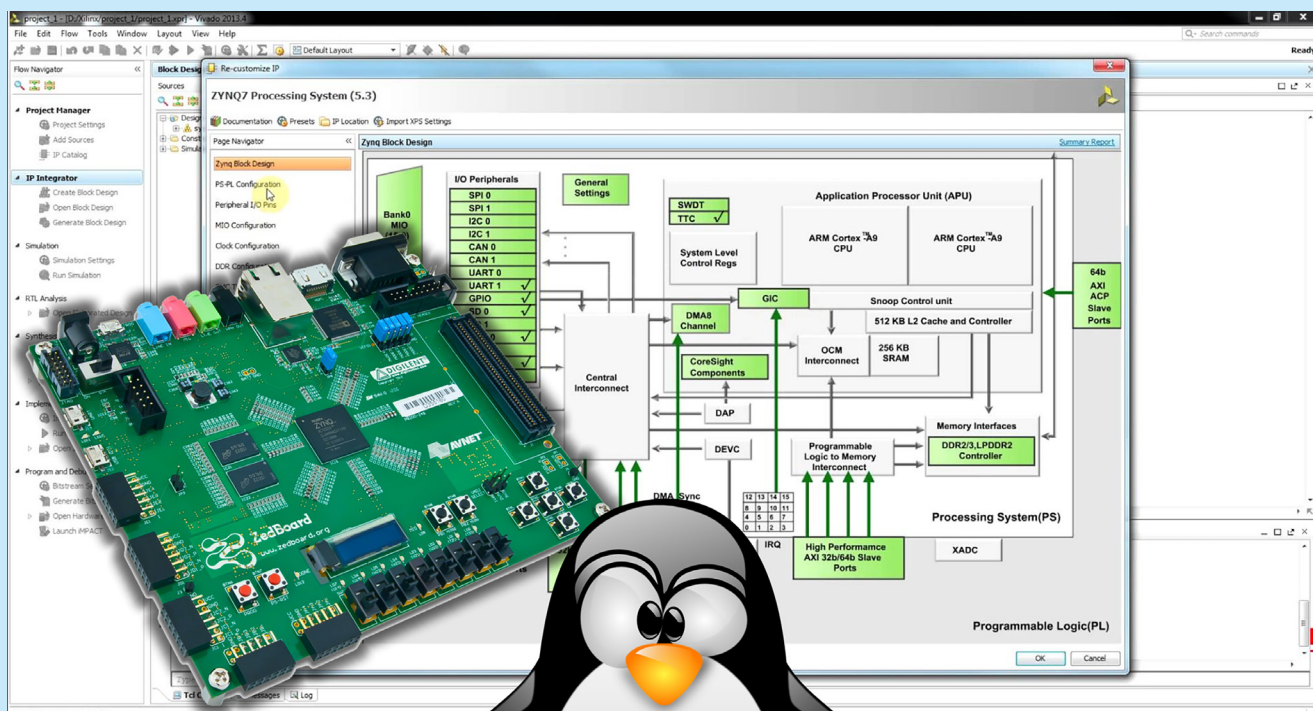 project_1 - [D:/Xilinx/project_1/project_1.xpr] - Vivado 2013.4
File Edit Flow Tools Window Layout View Help
Search commands
Default Layout
Ready
Flow Navigator
Project Manager
Project Settings
Add Sources
IP Catalog
IP Integrator
Create Block Design
Open Block Design
Generate Block Design
Simulation
Simulation Settings
Run Simulation
RTL Analysis
Program and
Bitstream
Generate
Open Hardware
Launch iMPACT
Block
Sources
Re-customize IP
ZYNQ7 Processing System (5.3)
Documentation Presets IP Location Import XPS Settings
Page Navigator
Zynq Block Design
PS-PL Configuration
Peripheral I/O Pins
MIO Configuration
Clock Configuration
Zynq Block Design
Summary Report
I/O Peripherals
SPI 0
SPI 1
I2C 0
I2C 1
CAN 0
CAN 1
UART 0
UART 1
GPIO
SD 0
Bank0
MIO
General
Settings
SWDT
TTC
System Level
Control Regs
Application Processor Unit (APU)
ARM Cortex™-A9
CPU
ARM Cortex™-A9
CPU
GIC
Snoop Control unit
512 KB L2 Cache and Controller
DMA8
Channel
OCM
Interconnect
256 KB
SRAM
CoreSight
Components
Central
Interconnect
DAP
DEVC
64b
AXI
ACP
Slave
Ports
Memory Interfaces
DDR2/3,LPDDR2
Controller
Programmable
Logic to Memory
Interconnect
DMA Sync
12 13 14 15
8 9 10 11
4 5 6 7
0 1 2 3
IRQ
High Performamce
AXI 32b/64b Slave
Ports
XADC
Processing System(PS)
Programmable Logic(PL)
OK Cancel
DIGILENT
ZYNQ
AVNET
ZedBoard
www.zedboard.org
Log